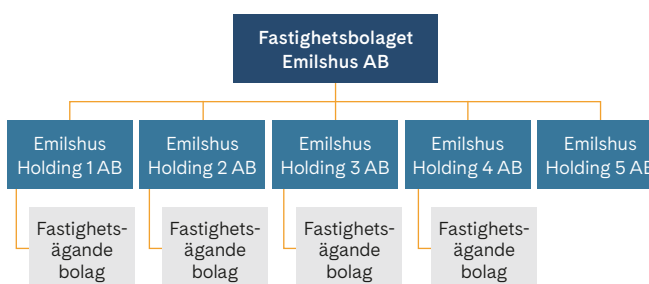 Fastighetsbolaget
Emilshus AB
Emilshus
Holding 1 AB
Emilshus
Holding 2 AB
Emilshus
Holding 3 AB
Emilshus
Holding 4 AB
Emilshus
Holding 5 AB
Fastighets-
ägande
bolag
Fastighets-
ägande
bolag
Fastighets-
ägande
bolag
Fastighets-
ägande
bolag